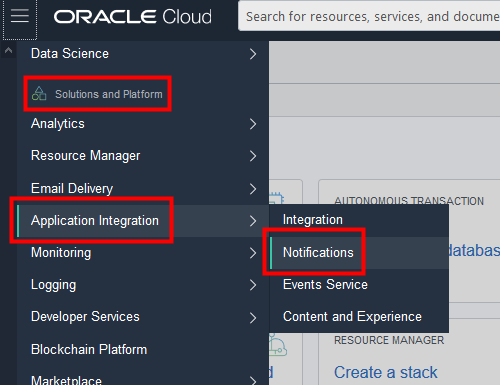 ORACLE Cloud
Search for resources, services, and docume
Data Science
Solutions and Platform
Analytics
Resource Manager
Email Delivery
Application Integration
Monitoring
Logging
Developer Services
Blockchain Platform
Marketplace
Integration
Notifications
Events Service
Content and Experience
AUTONOMOUS TRANSACTION
database
RESOURCE MANAGER
Create a stack